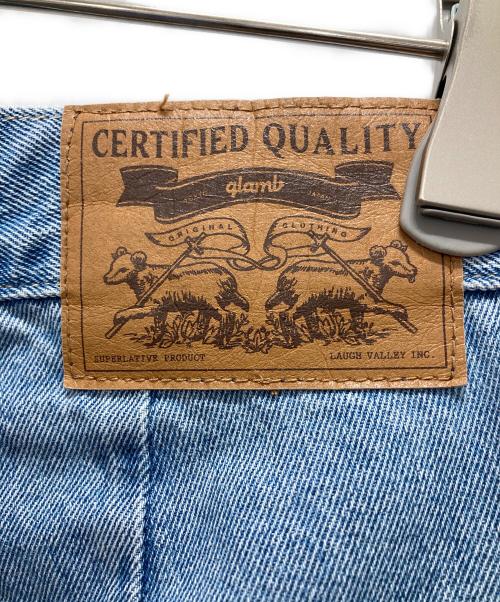 CERTIFIED QUALITY
glamb
ORIGINAL CLOTHING
SUPERLATIVE PRODUCT LAUGH VALLEY INC.